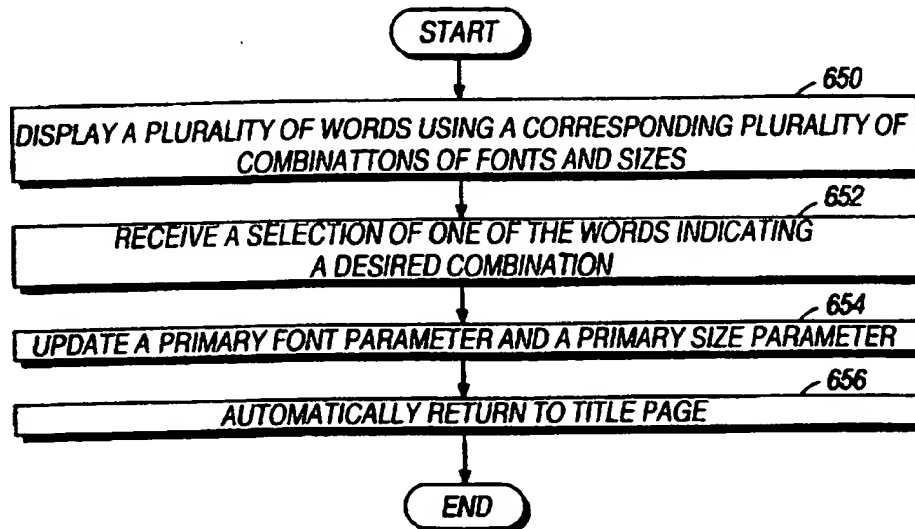 START
650
DISPLAY A PLURALITY OF WORDS USING A CORRESPONDING PLURALITY OF
COMBINATTONS OF FONTS AND SIZES
652
RECEIVE A SELECTION OF ONE OF THE WORDS INDICATING
A DESIRED COMBINATION
654
UPDATE A PRIMARY FONT PARAMETER AND A PRIMARY SIZE PARAMETER
656
AUTOMATICALLY RETURN TO TITLE PAGE
END